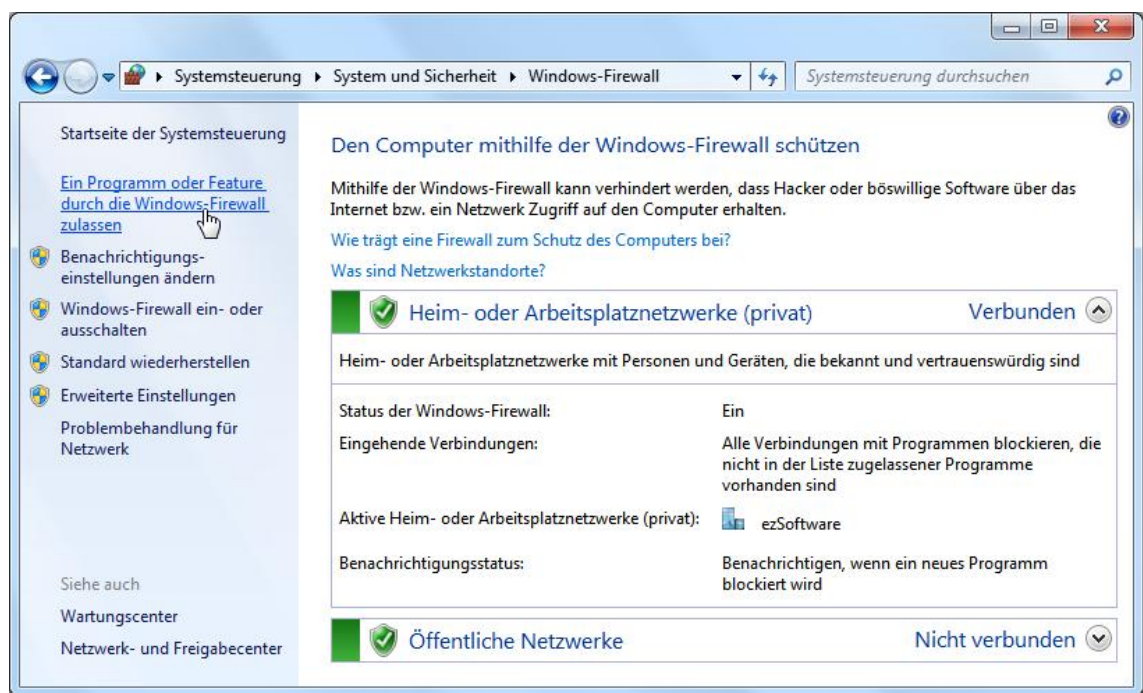 Systemsteuerung ▸ System und Sicherheit ▸ Windows-Firewall
Systemsteuerung durchsuchen
Startseite der Systemsteuerung
Ein Programm oder Feature
durch die Windows-Firewall
zulassen
Benachrichtigungs-
einstellungen ändern
Windows-Firewall ein- oder
ausschalten
Standard wiederherstellen
Erweiterte Einstellungen
Problembehandlung für
Netzwerk
Siehe auch
Wartungscenter
Netzwerk- und Freigabecenter
Den Computer mithilfe der Windows-Firewall schützen
Mithilfe der Windows-Firewall kann verhindert werden, dass Hacker oder böswillige Software über das
Internet bzw. ein Netzwerk Zugriff auf den Computer erhalten.
Wie trägt eine Firewall zum Schutz des Computers bei?
Was sind Netzwerkstandorte?
Heim- oder Arbeitsplatznetzwerke (privat) Verbunden
Heim- oder Arbeitsplatznetzwerke mit Personen und Geräten, die bekannt und vertrauenswürdig sind
Status der Windows-Firewall: Ein
Eingehende Verbindungen: Alle Verbindungen mit Programmen blockieren, die
nicht in der Liste zugelassener Programme
vorhanden sind
Aktive Heim- oder Arbeitsplatznetzwerke (privat): ezSoftware
Benachrichtigungsstatus: Benachrichtigen, wenn ein neues Programm
blockiert wird
Öffentliche Netzwerke Nicht verbunden